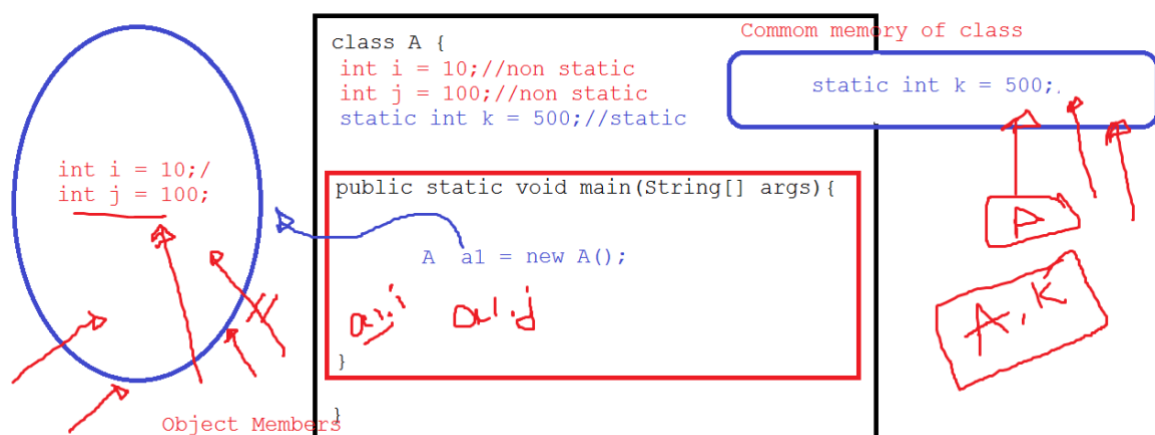 Commom memory of class
static int k = 500;.
class A {
int i = 10;//non static
int j = 100;//non static
static int k = 500;//static
int i = 10;/
int j = 100;
public static void main(String[] args){
A a1 = new A();
a1.i a1.j
}
}
Object Members
P
A.k